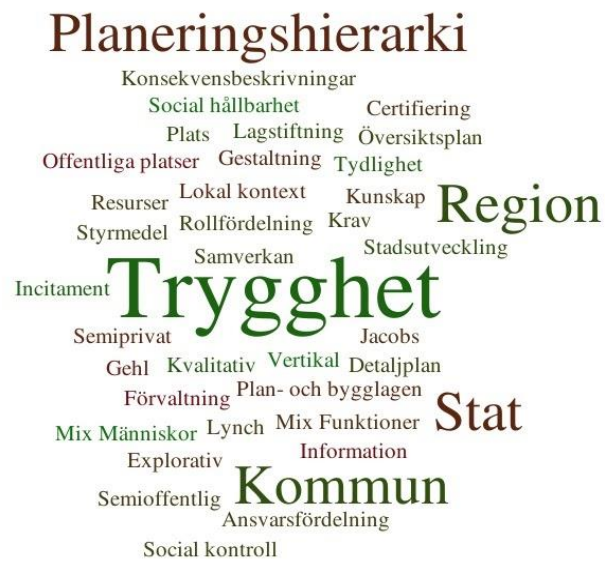 Planeringshierarki
Konsekvensbeskrivningar
Social hållbarhet Certifiering
Plats Lagstiftning Översiktsplan
Offentliga platser Gestaltning Tydlighet
Resurser Lokal kontext Kunskap Region
Styrmedel Rollfördelning Krav
Samverkan Stadsutveckling
Incitament Trygghet
Semiprivat Jacobs
Gehl Kvalitativ Vertikal Detaljplan
Förvaltning Plan- och bygglagen Stat
Mix Männískor Lynch Mix Funktioner
Explorativ Information
Semioffentlig Kommun
Ansvarsfördelning
Social kontroll